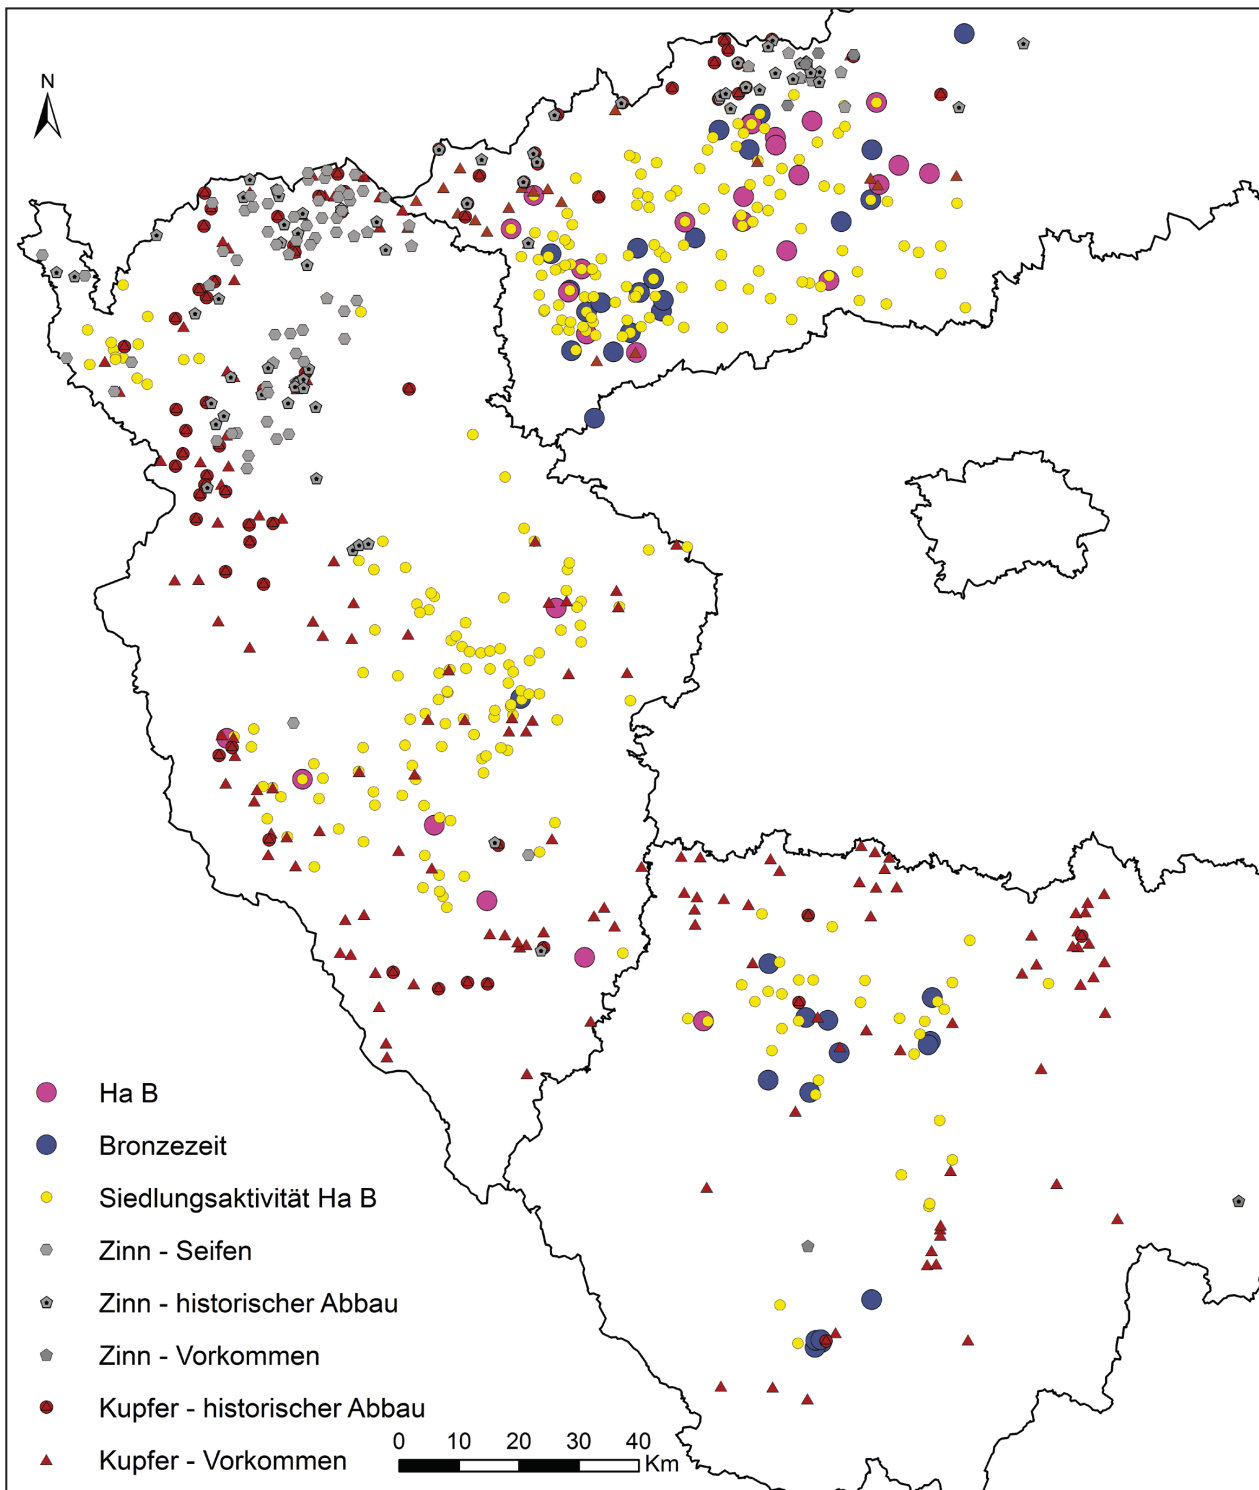 N
Ha B
Bronzezeit
Siedlungsaktivität Ha B
Zinn - Seifen
Zinn - historischer Abbau
Zinn - Vorkommen
Kupfer - historischer Abbau
Kupfer - Vorkommen
0 10 20 30 40
Km